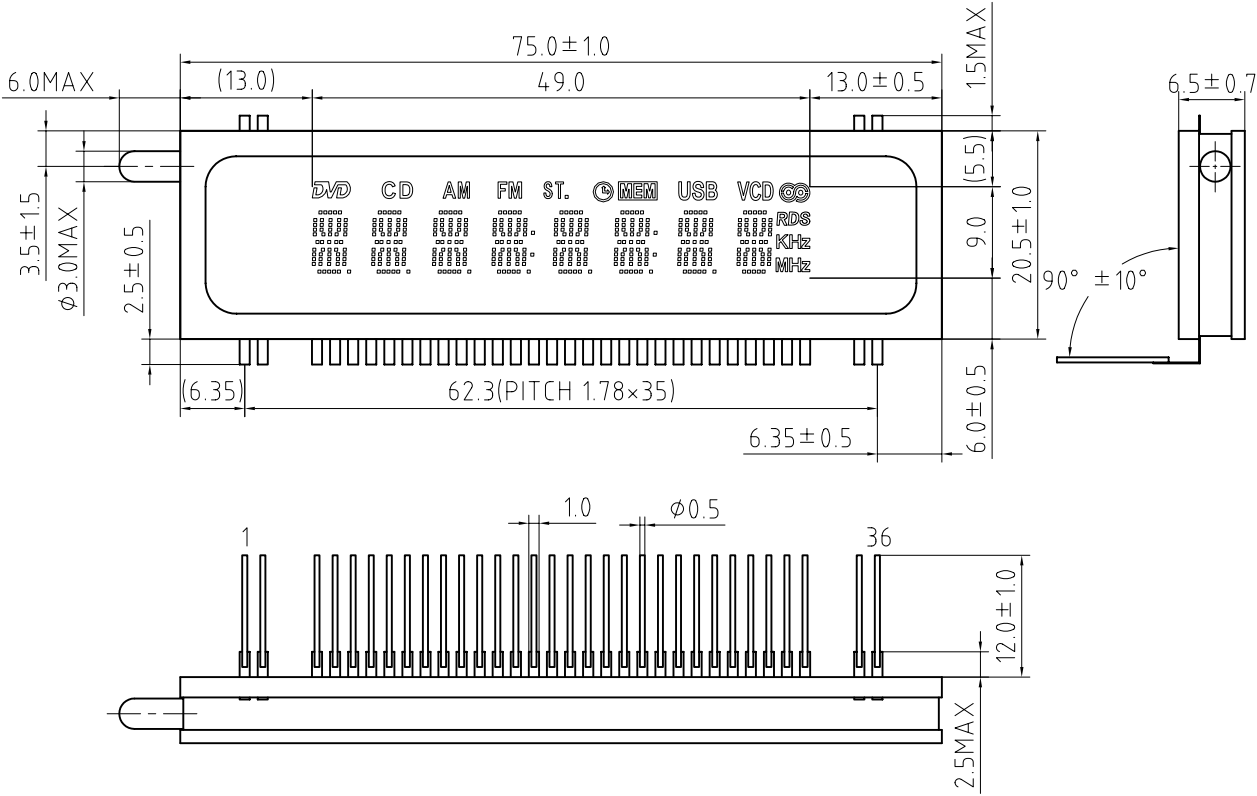 75.0±1.0
1.5MAX
6.0MAX
(13.0)
49.0
13.0±0.5
6.5±0.7
DVD CD AM FM ST. MEM USB VCD
RDS
KHz
MHz
(5.5)
9.0
20.5±1.0
3.5±1.5
ϕ3.0MAX
2.5±0.5
90° ±10°
(6.35)
62.3(PITCH 1.78×35)
6.35±0.5
6.0±0.5
1.0
ϕ0.5
1
36
12.0±1.0
2.5MAX